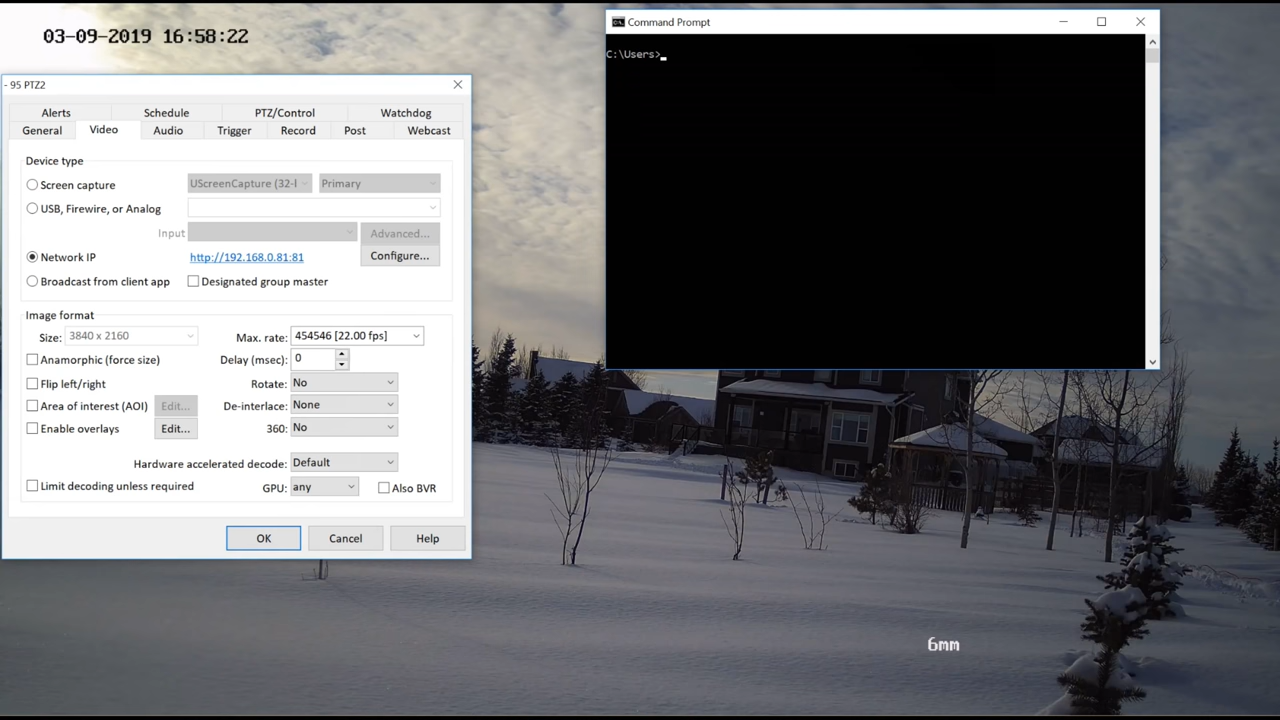 03-09-2019 16:58:22
Command Prompt
C:\Users>
- 95 PTZ2
Alerts Schedule PTZ/Control Watchdog
General Video Audio Trigger Record Post Webcast
Device type
Screen capture UScreenCapture (32-l Primary
USB, Firewire, or Analog
Input Advanced...
Network IP http://192.168.0.81:81 Configure...
Broadcast from client app Designated group master
Image format
Size: 3840 x 2160 Max. rate: 454546 [22.00 fps]
Anamorphic (force size) Delay (msec): 0
Flip left/right Rotate: No
Area of interest (AOI) Edit... De-interlace: None
Enable overlays Edit... 360: No
Hardware accelerated decode: Default
Limit decoding unless required GPU: any Also BVR
OK Cancel Help
6mm